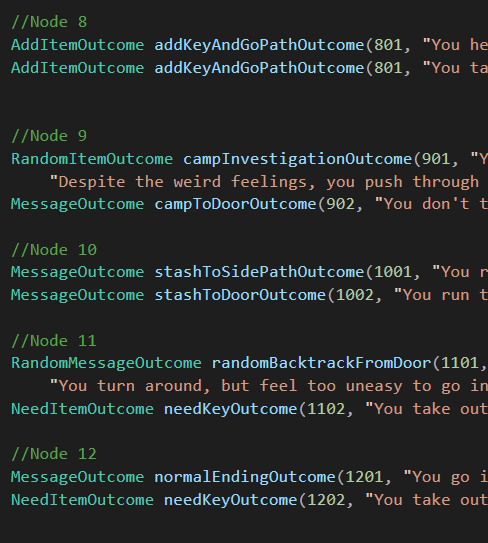 //Node 8
AddItemOutcome addKeyAndGoPathOutcome(801, "You he
AddItemOutcome addKeyAndGoPathOutcome(801, "You ta
//Node 9
RandomItemOutcome campInvestigationOutcome(901, "Y
"Despite the weird feelings, you push through
MessageOutcome campToDoorOutcome(902, "You don't t
//Node 10
MessageOutcome stashToSidePathOutcome(1001, "You r
MessageOutcome stashToDoorOutcome(1002, "You run t
//Node 11
RandomMessageOutcome randomBacktrackFromDoor(1101,
"You turn around, but feel too uneasy to go in
NeedItemOutcome needKeyOutcome(1102, "You take out
//Node 12
MessageOutcome normalEndingOutcome(1201, "You go i
NeedItemOutcome needKeyOutcome(1202, "You take out